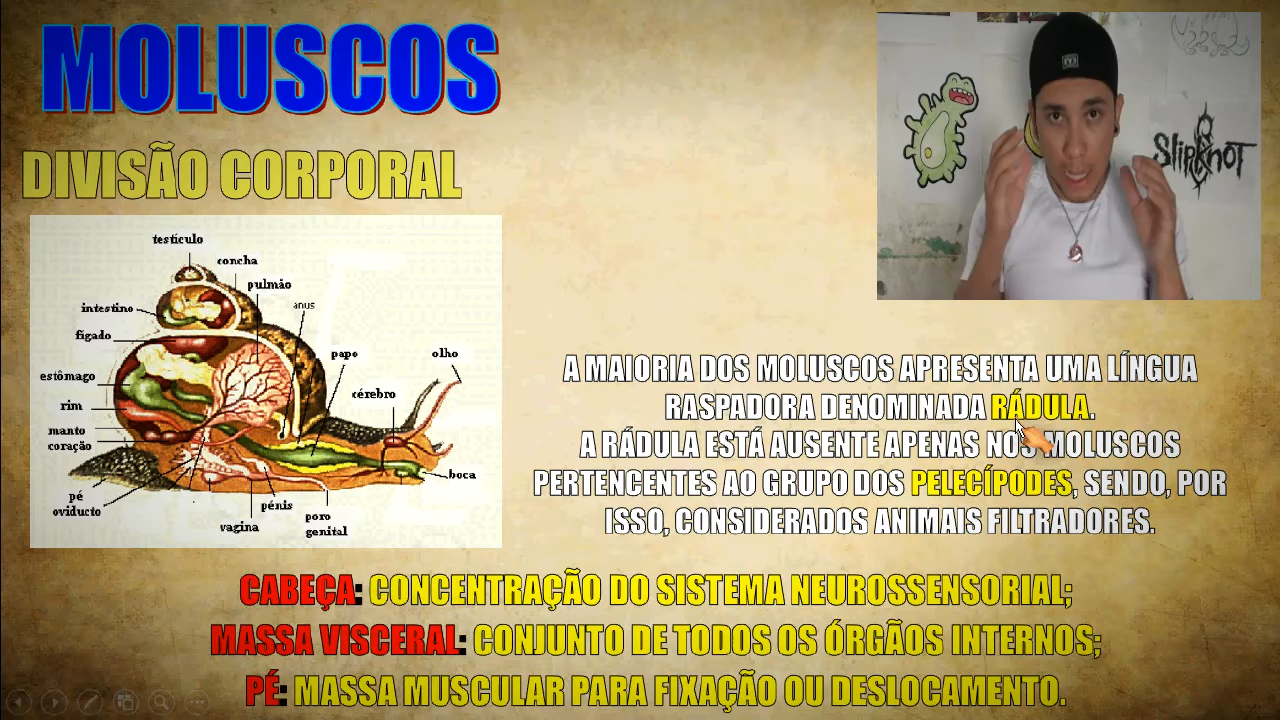 MOLUSCOS
DIVISÃO CORPORAL
testículo
concha
pulmão
anus
intestino
fígado
papo
olho
estômago
cérebro
rim
manto
coração
boca
pé
oviducto
pénis
vagina
poro
genital
SlipKnoT
A MAIORIA DOS MOLUSCOS APRESENTA UMA LÍNGUA
RASPADORA DENOMINADA RÁDULA.
A RÁDULA ESTÁ AUSENTE APENAS NOS MOLUSCOS
PERTENCENTES AO GRUPO DOS PELECÍPODES, SENDO, POR
ISSO, CONSIDERADOS ANIMAIS FILTRADORES.
CABEÇA: CONCENTRAÇÃO DO SISTEMA NEUROSSENSORIAL;
MASSA VISCERAL: CONJUNTO DE TODOS OS ÓRGÃOS INTERNOS;
PÉ: MASSA MUSCULAR PARA FIXAÇÃO OU DESLOCAMENTO.